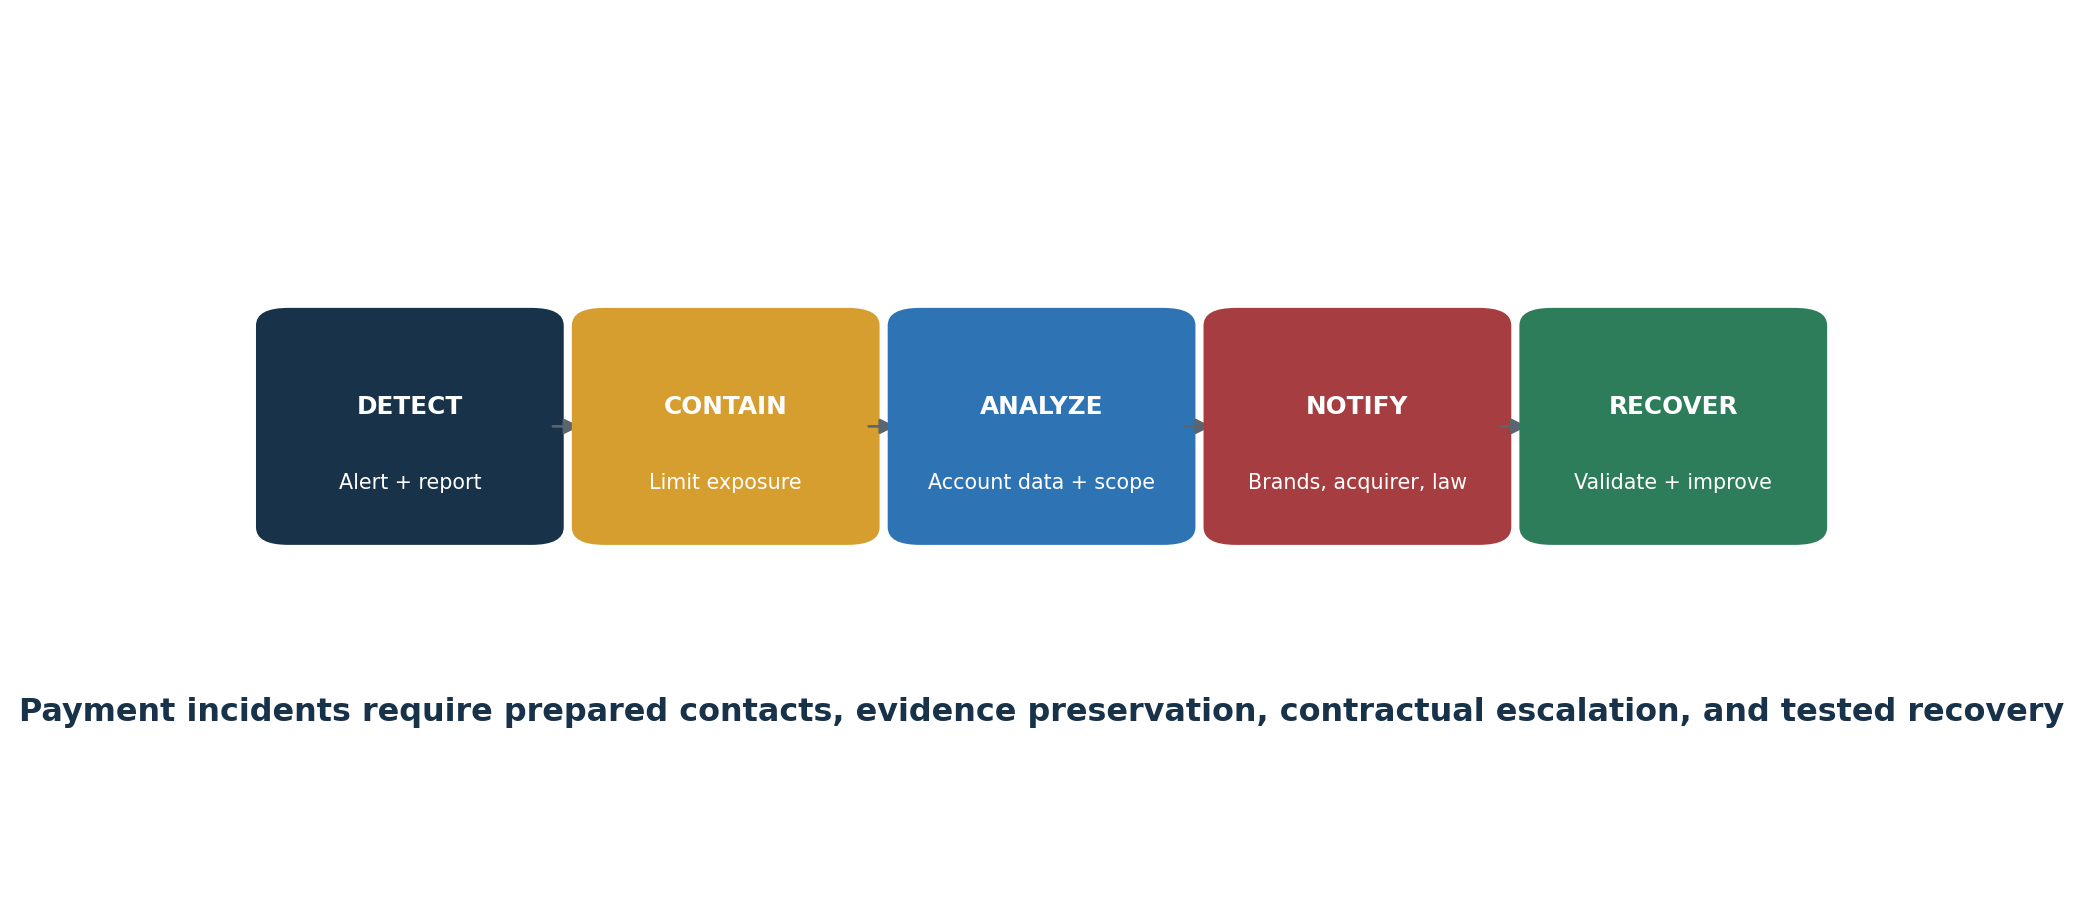 DETECT
Alert + report
CONTAIN
Limit exposure
ANALYZE
Account data + scope
NOTIFY
Brands, acquirer, law
RECOVER
Validate + improve
Payment incidents require prepared contacts, evidence preservation, contractual escalation, and tested recovery